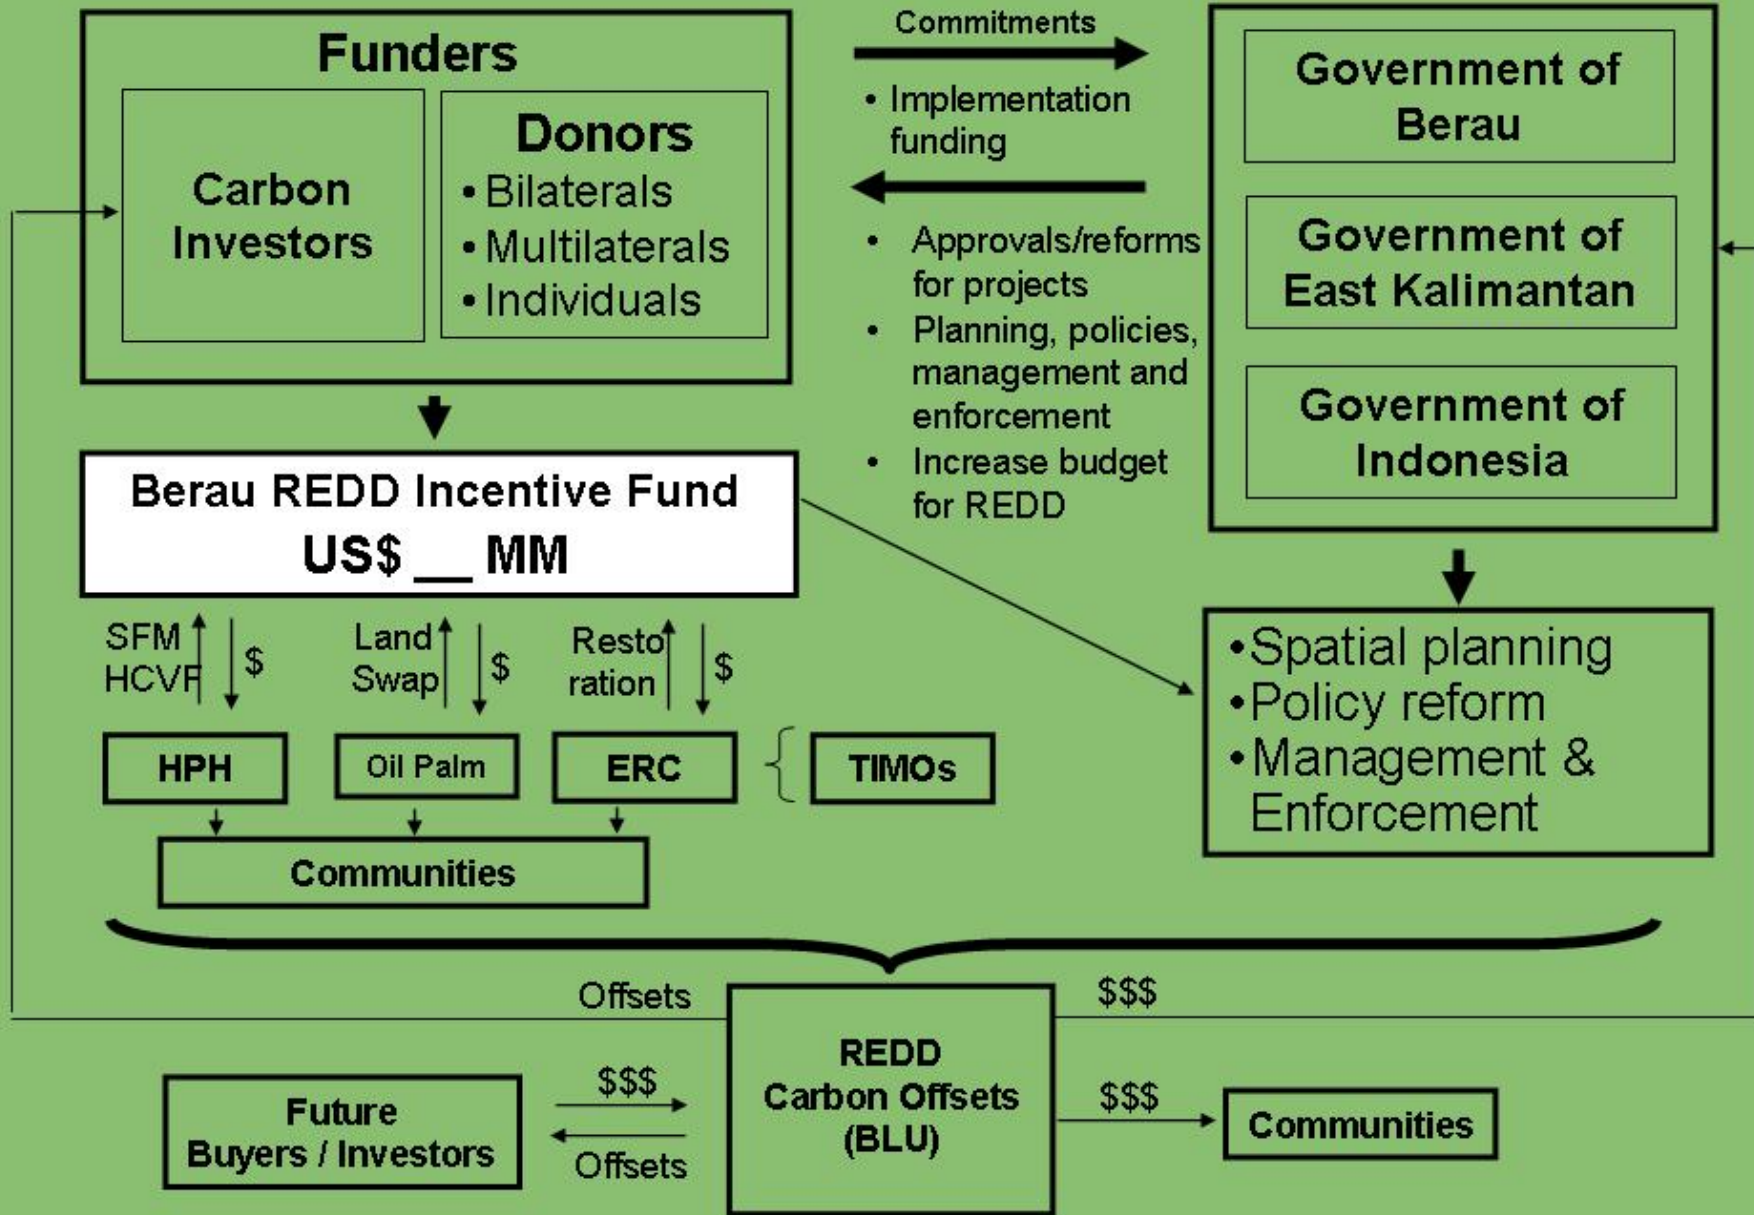 Funders
Carbon
Investors
Donors
• Bilaterals
• Multilaterals
• Individuals
Commitments
• Implementation
funding
• Approvals/reforms
for projects
• Planning, policies,
management and
enforcement
• Increase budget
for REDD
Government of
Berau
Government of
East Kalimantan
Government of
Indonesia
Berau REDD Incentive Fund
US$ __ MM
SFM
HCVF
$
Land
Swap
$
Resto
ration
$
HPH
Oil Palm
ERC
TIMOs
Communities
•Spatial planning
•Policy reform
•Management &
Enforcement
Offsets
$$$
REDD
Carbon Offsets
(BLU)
Future
Buyers / Investors
$$$
Offsets
$$$
Communities